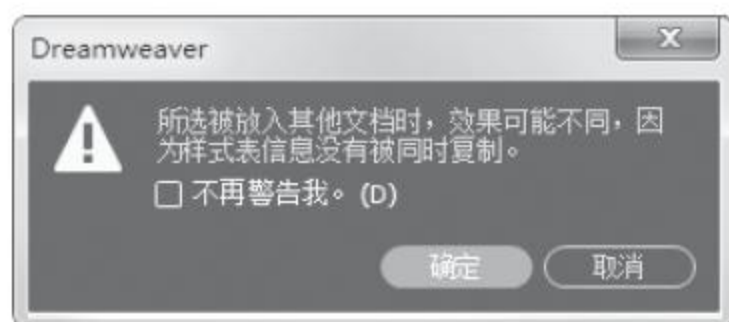 Dreamweaver
所选被放入其他文档时，效果可能不同，因
为样式表信息没有被同时复制。
不再警告我。(D)
确定
取消